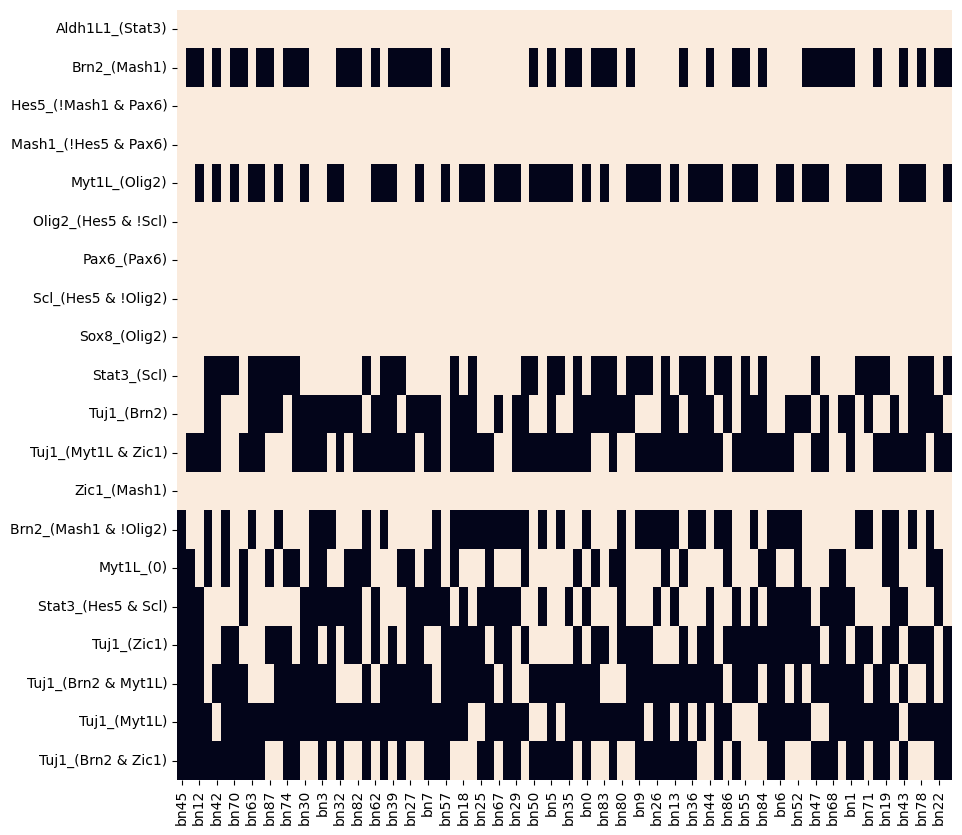 Aldh1L1_(Stat3)
Brn2_(Mash1)
Hes5_(!Mash1 & Pax6)
Mash1_(!Hes5 & Pax6)
Myt1L_(Olig2)
Olig2_(Hes5 & !Scl)
Pax6_(Pax6)
Scl_(Hes5 & !Olig2)
Sox8_(Olig2)
Stat3_(Scl)
Tuj1_(Brn2)
Tuj1_(Myt1L & Zic1)
Zic1_(Mash1)
Brn2_(Mash1 & !Olig2)
Myt1L_(0)
Stat3_(Hes5 & Scl)
Tuj1_(Zic1)
Tuj1_(Brn2 & Myt1L)
Tuj1_(Myt1L)
Tuj1_(Brn2 & Zic1)
bn45
bn12
bn42
bn70
bn63
bn87
bn74
bn30
bn3
bn32
bn82
bn62
bn39
bn27
bn7
bn57
bn18
bn25
bn67
bn29
bn50
bn5
bn35
bn0
bn83
bn80
bn9
bn26
bn13
bn36
bn44
bn86
bn55
bn84
bn6
bn52
bn47
bn68
bn1
bn71
bn19
bn43
bn78
bn22